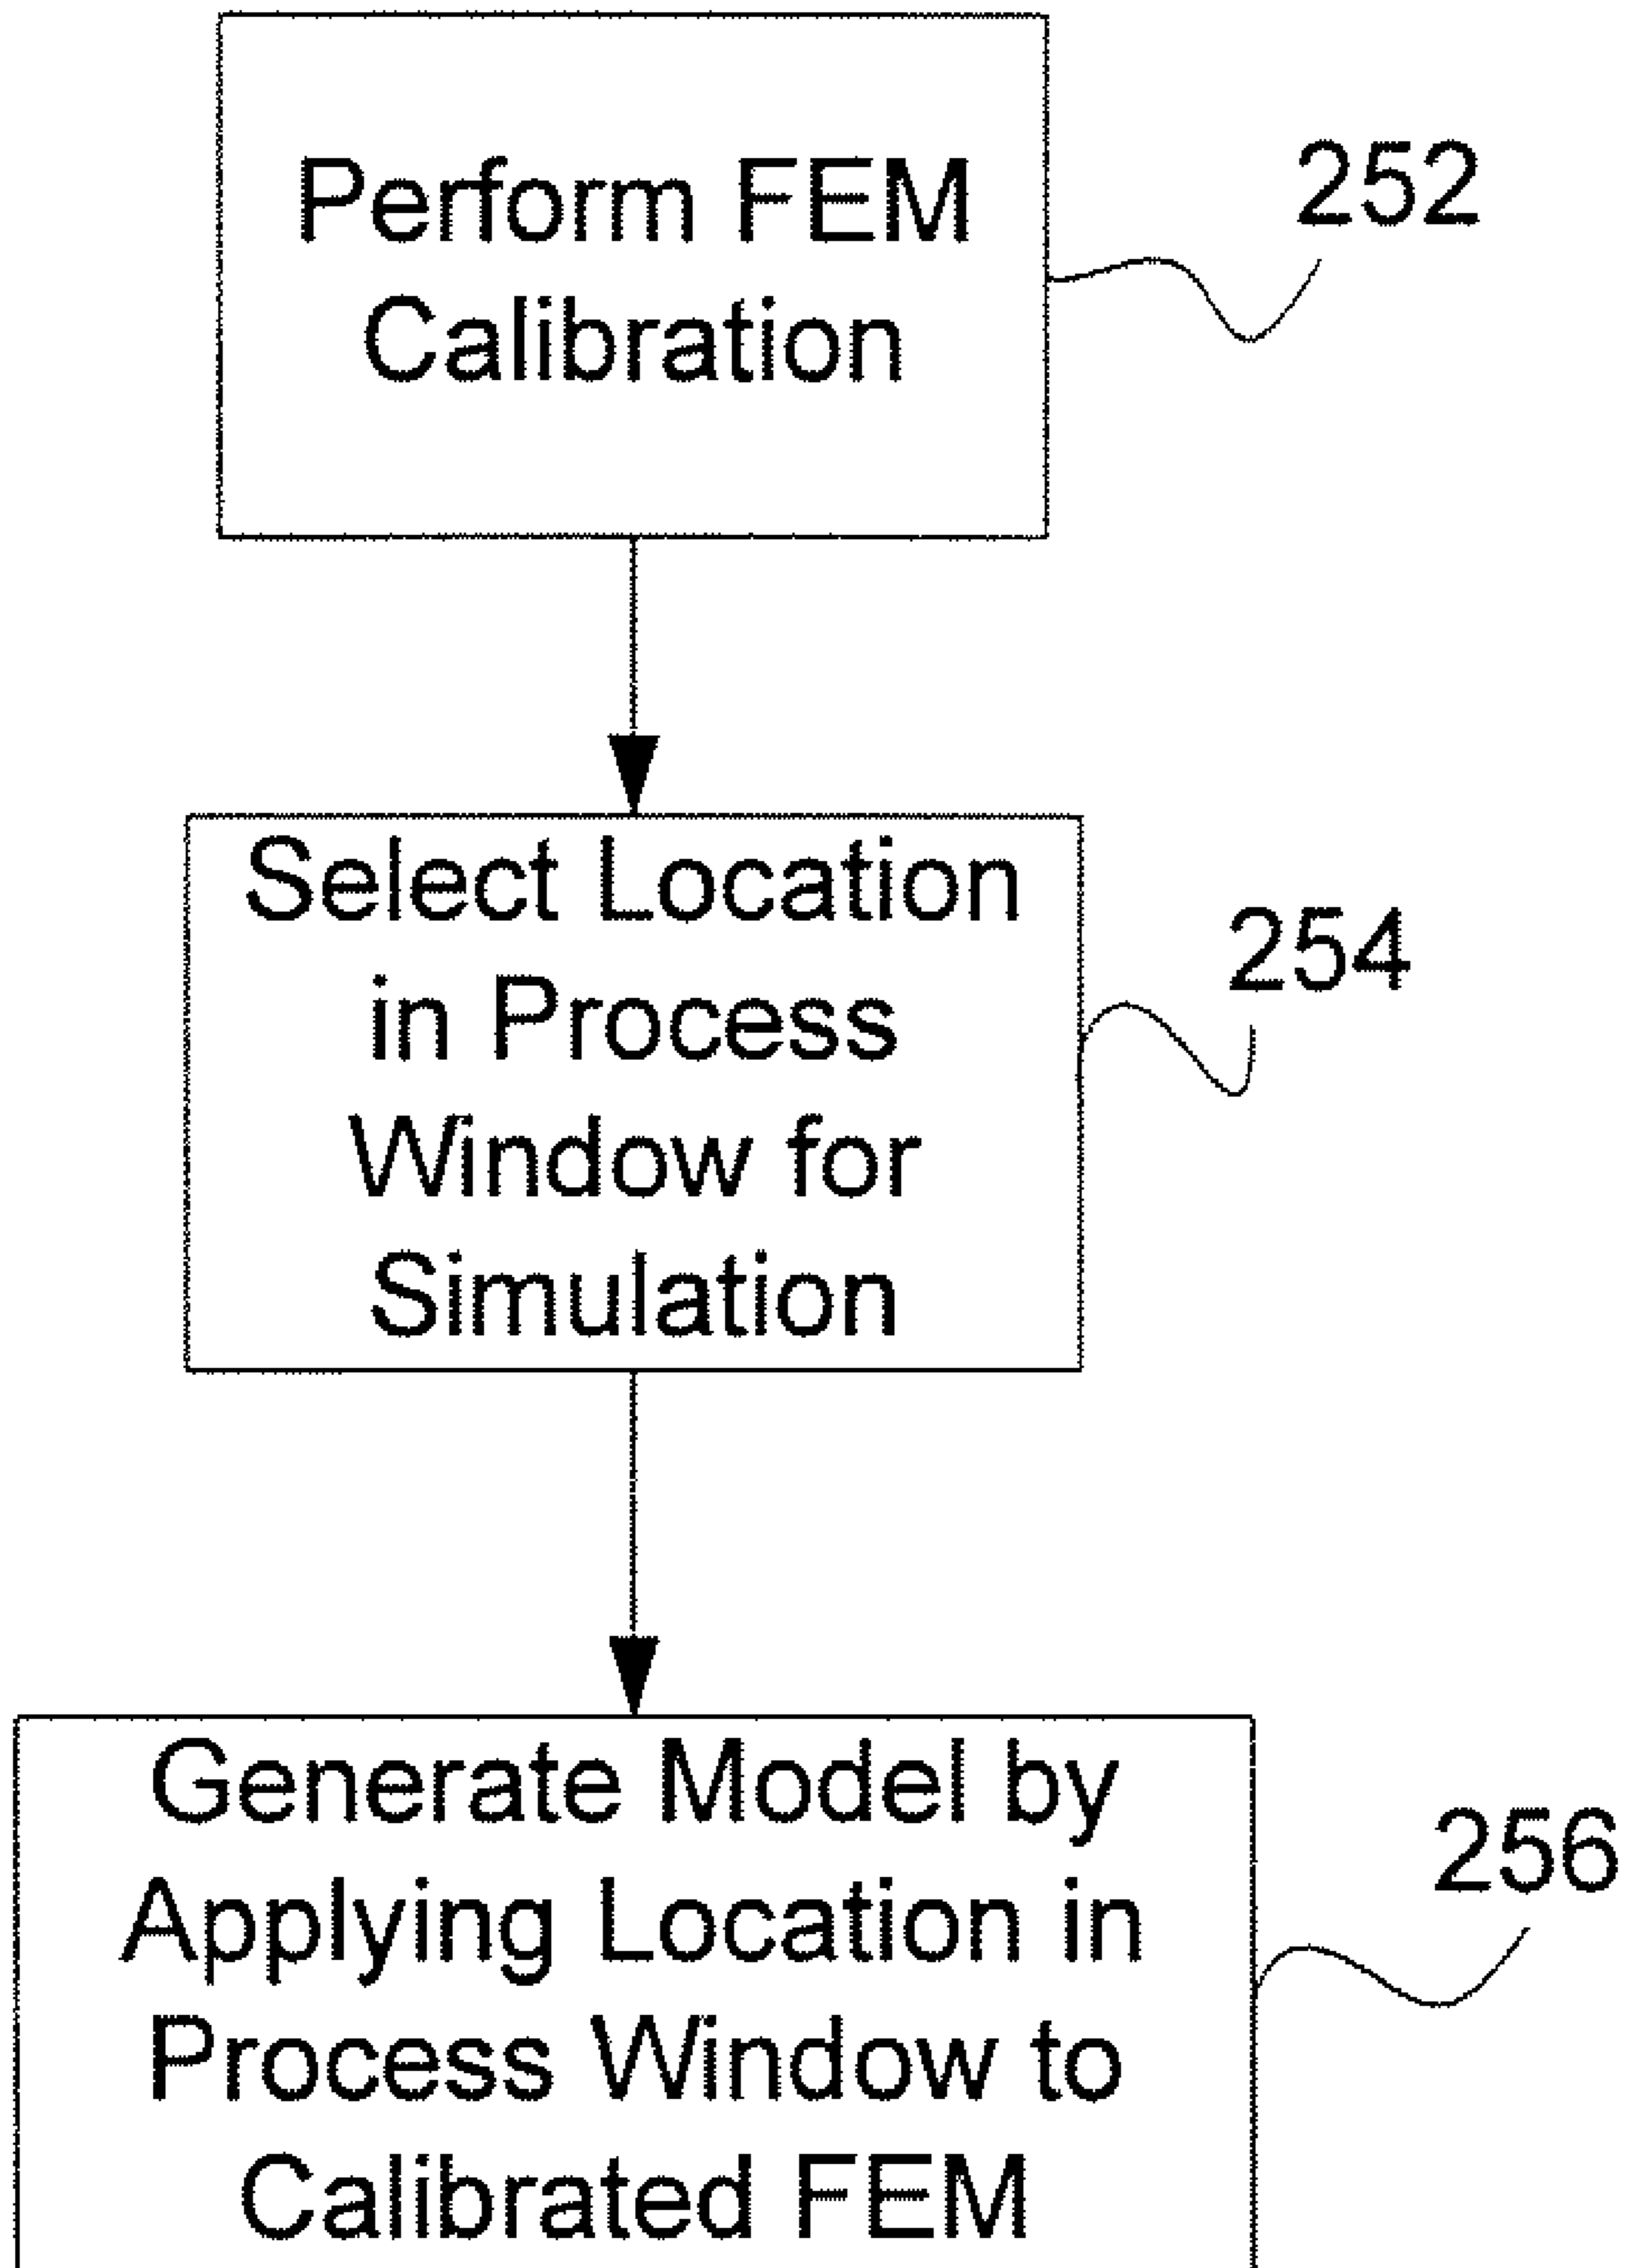 Perform FEM
Calibration
252
Select Location
in Process
Window for
Simulation
254
Generate Model by
Applying Location in
Process Window to
Calibrated FEM
256